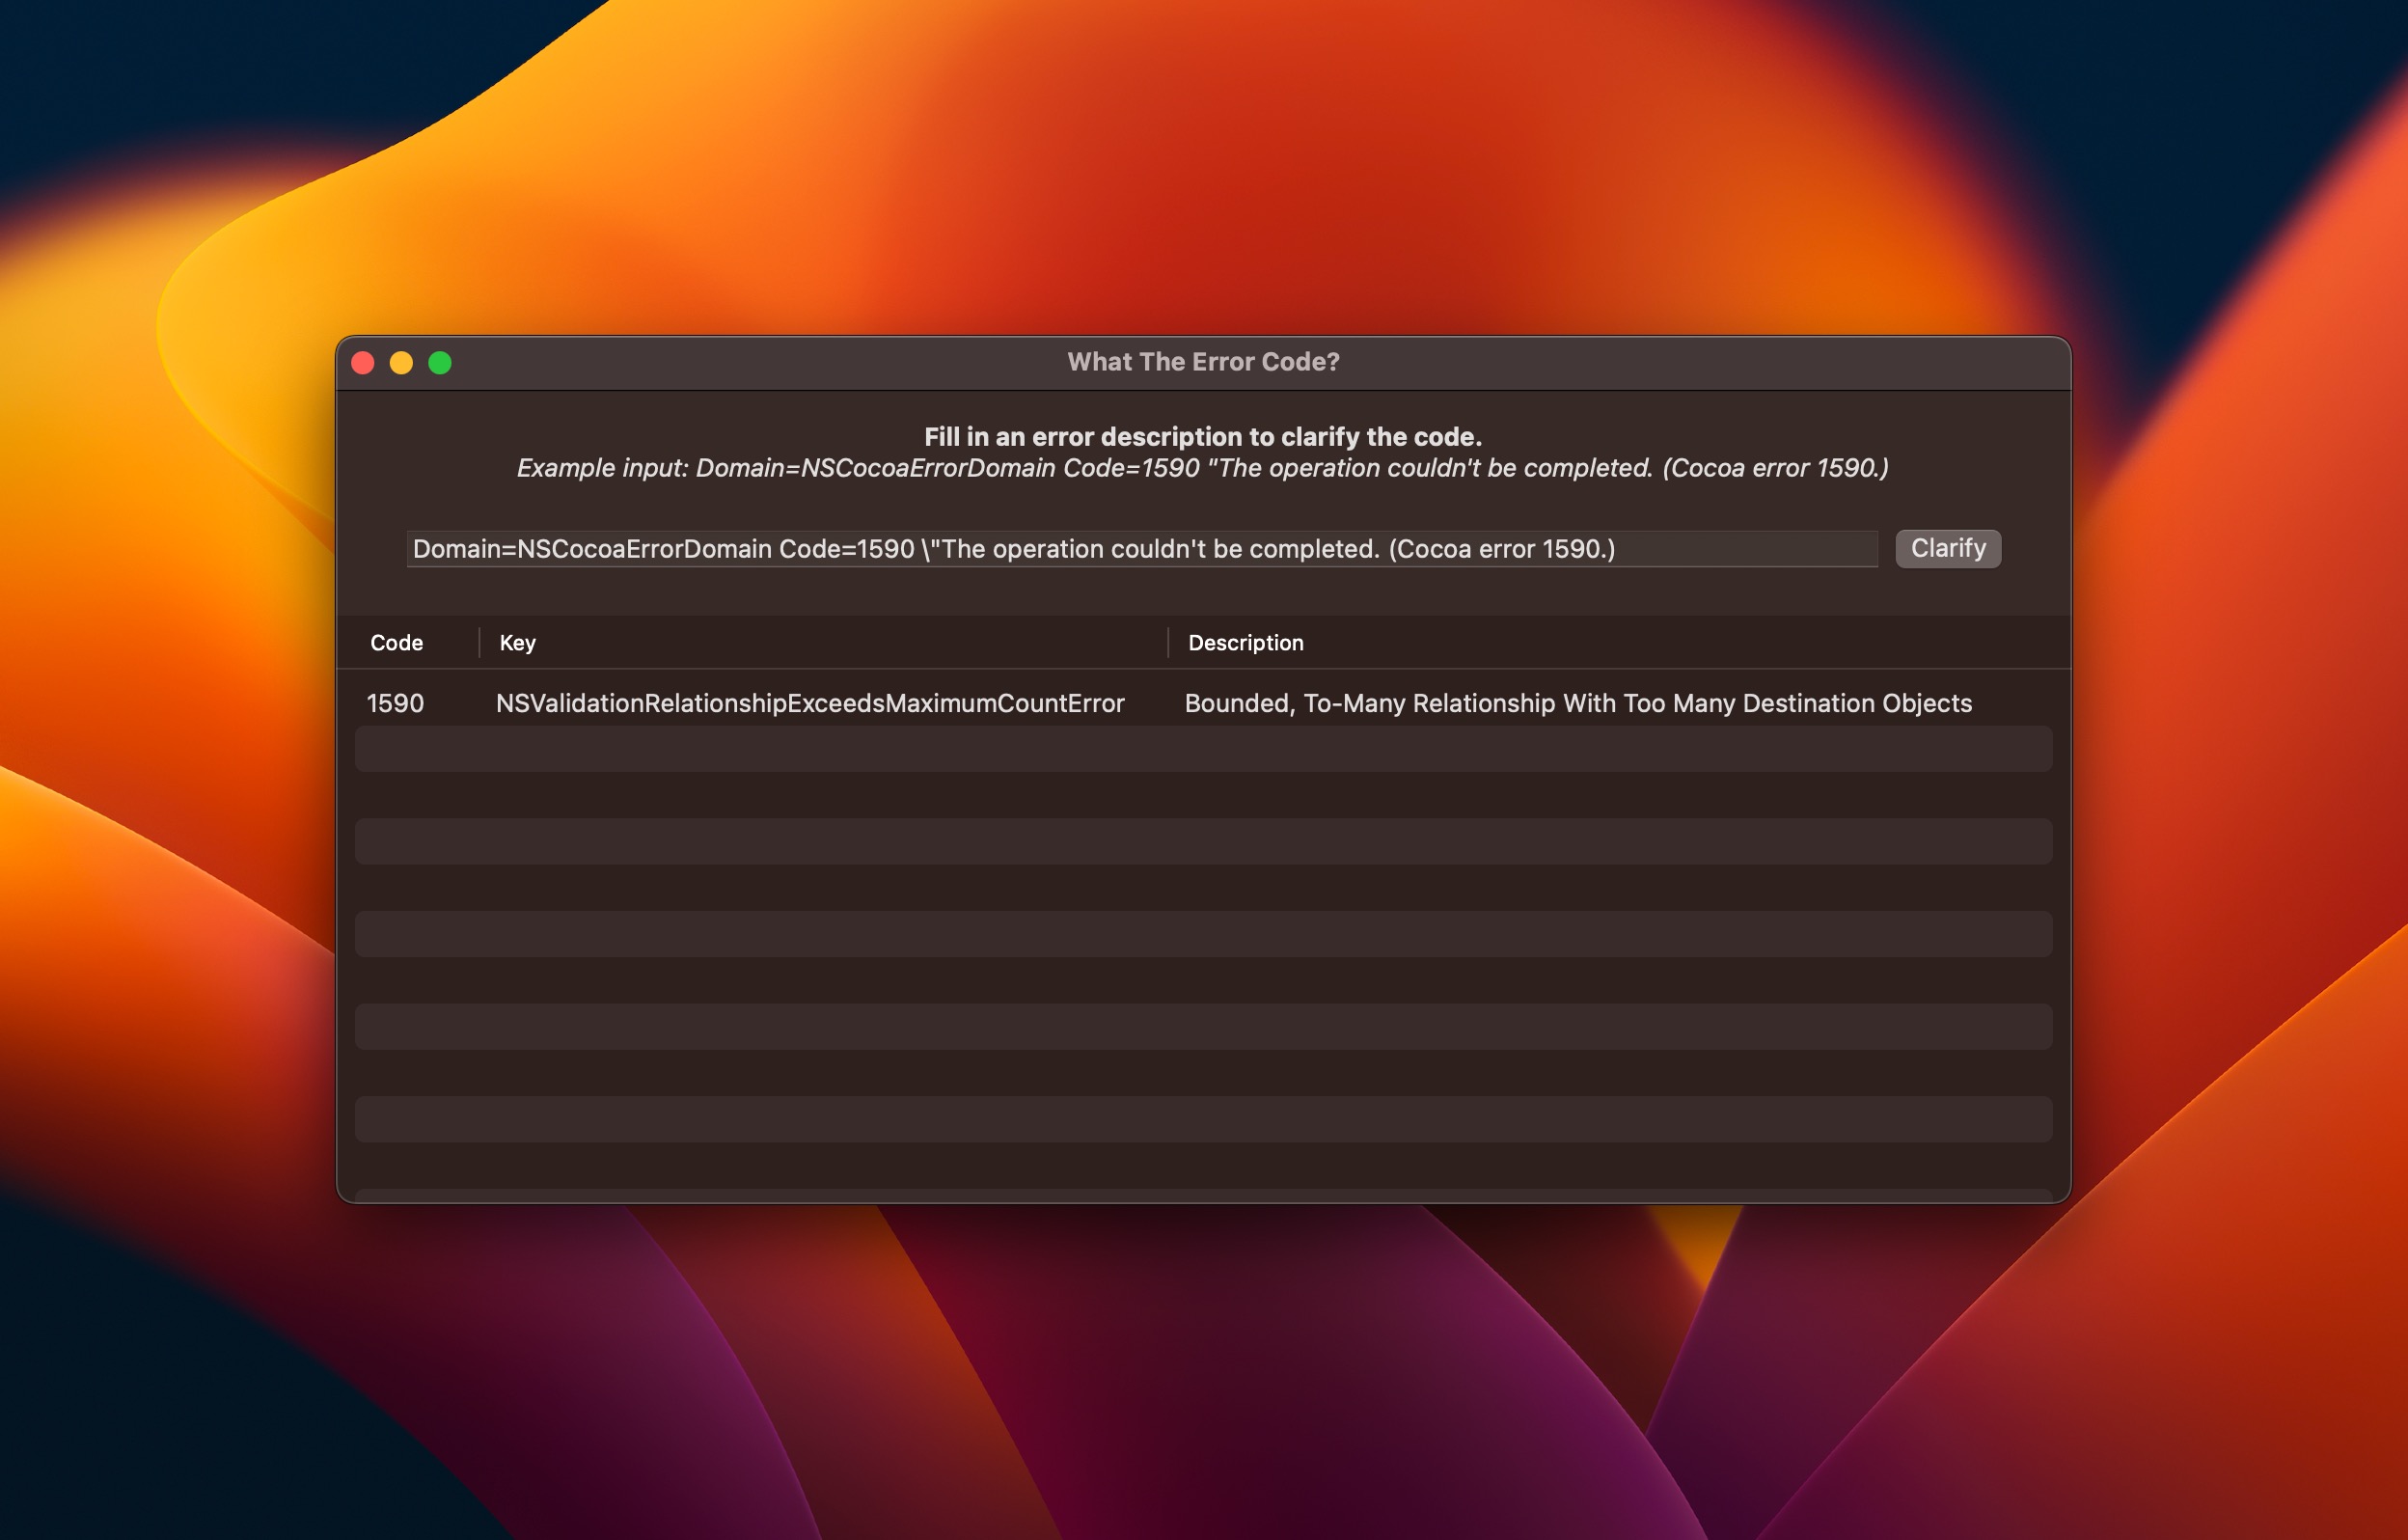 What The Error Code?
Fill in an error description to clarify the code.
Example input: Domain=NSCocoaErrorDomain Code=1590 "The operation couldn't be completed. (Cocoa error 1590.)
Domain=NSCocoaErrorDomain Code=1590 \"The operation couldn't be completed. (Cocoa error 1590.) Clarify
Code Key Description
1590 NSValidationRelationshipExceedsMaximumCountError Bounded, To-Many Relationship With Too Many Destination Objects